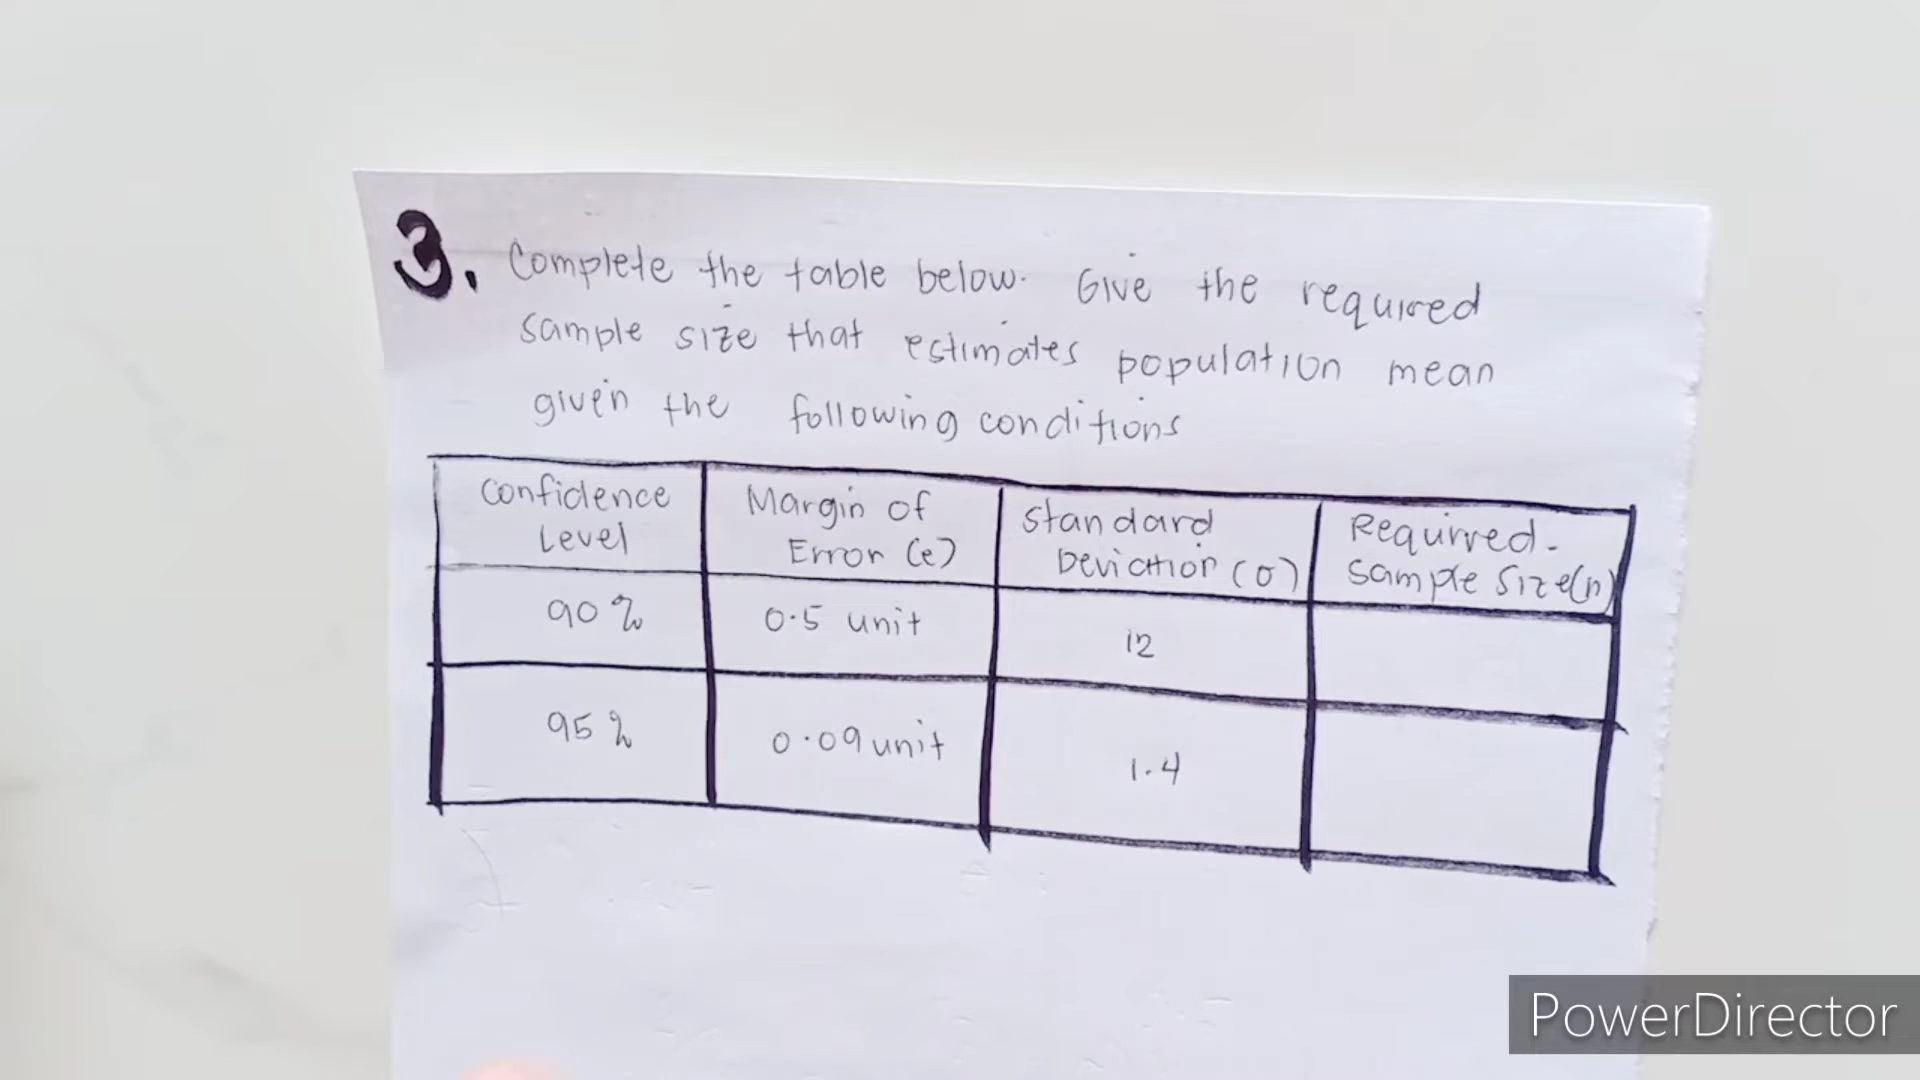 3. Complete the table below. Give the required
sample size that estimates population mean
given the following conditions
Confidence Level
Margin of Error (e)
Standard Deviation (σ)
Requirred Sample Size(n)
90%
0.5 unit
12
95%
0.09 unit
1.4
PowerDirector